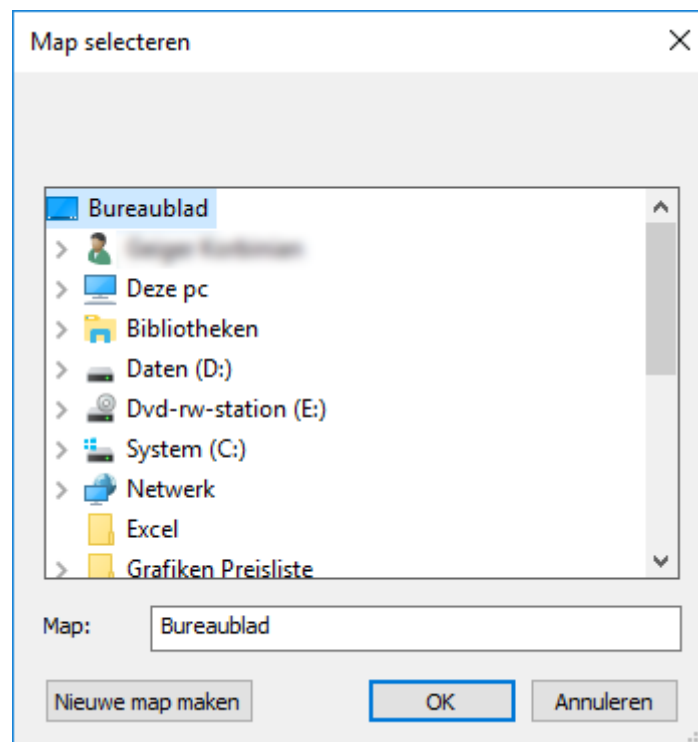 Map selecteren
Bureaublad
Deze pc
Bibliotheken
Daten (D:)
Dvd-rw-station (E:)
System (C:)
Netwerk
Excel
Grafiken Preisliste
Map:
Bureaublad
Nieuwe map maken
OK
Annuleren